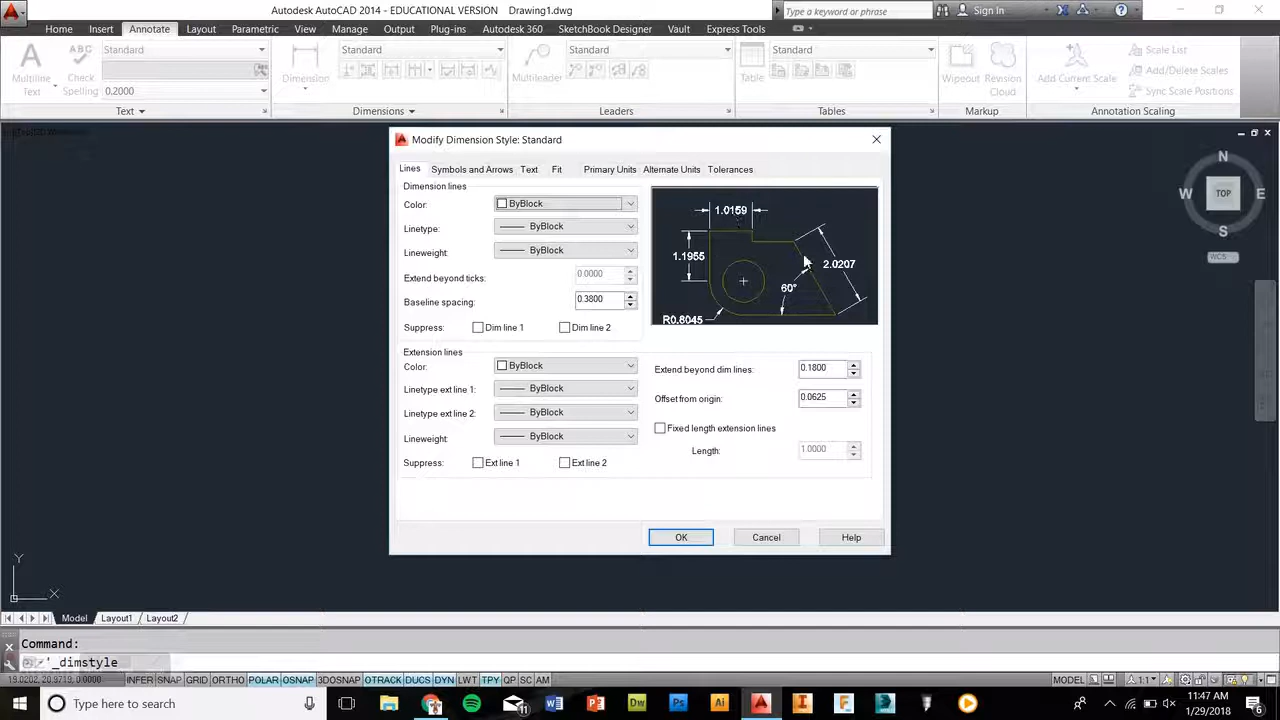 Autodesk AutoCAD 2014 - EDUCATIONAL VERSION Drawing1.dwg
Type a keyword or phrase
Sign In
Home Insert Annotate Layout Parametric View Manage Output Plug-ins Autodesk 360 SketchBook Designer Vault Express Tools
Multiline Text
Check Spelling
Standard
0.2000
Dimension
Standard
Multileader
Standard
Table
Standard
Wipeout
Revision Cloud
Add Current Scale
Scale List
Add/Delete Scales
Sync Scale Positions
Text Dimensions Leaders Tables Markup Annotation Scaling
Modify Dimension Style: Standard
Lines Symbols and Arrows Text Fit Primary Units Alternate Units Tolerances
Dimension lines
Color: ByBlock
Linetype: ByBlock
Lineweight: ByBlock
Extend beyond ticks: 0.0000
Baseline spacing: 0.3800
Suppress: Dim line 1 Dim line 2
1.0159
1.1955
2.0207
60°
R0.8045
Extension lines
Color: ByBlock
Linetype ext line 1: ByBlock
Linetype ext line 2: ByBlock
Lineweight: ByBlock
Suppress: Ext line 1 Ext line 2
Extend beyond dim lines: 0.1800
Offset from origin: 0.0625
Fixed length extension lines
Length: 1.0000
OK Cancel Help
N
W TOP E
S
WCS
Y
X
Model Layout1 Layout2
Command:
'_dimstyle
INFER SNAP GRID ORTHO POLAR OSNAP 3DOSNAP OTRACK DUCS DYN LWT TPY QP SC AM
MODEL 1:1
Type here to search
11
Dw
Ps
Ai
11:47 AM
1/29/2018
6